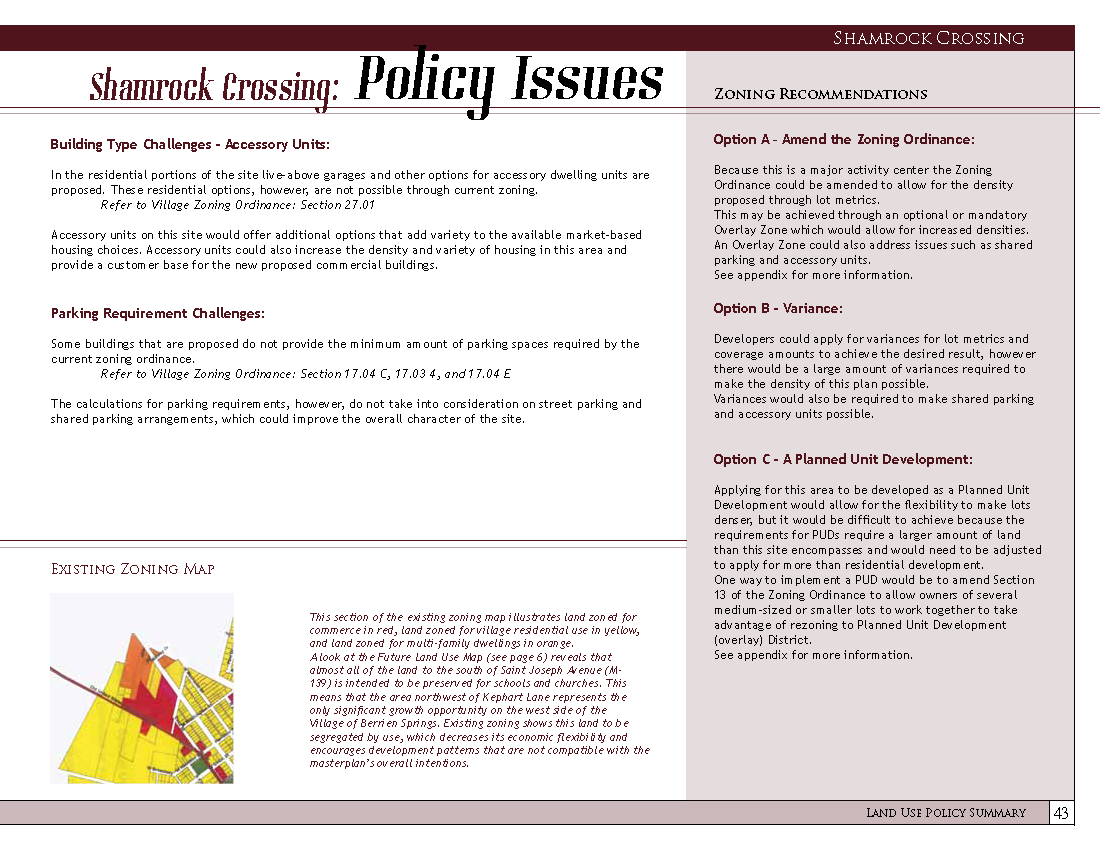 Shamrock Crossing
Shamrock Crossing: Policy Issues
Building Type Challenges - Accessory Units:
In the residential portions of the site live-above garages and other options for accessory dwelling units are
proposed. These residential options, however, are not possible through current zoning.
Refer to Village Zoning Ordinance: Section 27.01
Accessory units on this site would offer additional options that add variety to the available market-based
housing choices. Accessory units could also increase the density and variety of housing in this area and
provide a customer base for the new proposed commercial buildings.
Parking Requirement Challenges:
Some buildings that are proposed do not provide the minimum amount of parking spaces required by the
current zoning ordinance.
Refer to Village Zoning Ordinance: Section 17.04 C, 17.03 4, and 17.04 E
The calculations for parking requirements, however, do not take into consideration on street parking and
shared parking arrangements, which could improve the overall character of the site.
Existing Zoning Map
This section of the existing zoning map illustrates land zoned for
commerce in red, land zoned for village residential use in yellow,
and land zoned for multi-family dwellings in orange.
A look at the Future Land Use Map (see page 6) reveals that
almost all of the land to the south of Saint Joseph Avenue (M-
139) is intended to be preserved for schools and churches. This
means that the area northwest of Kephart Lane represents the
only significant growth opportunity on the west side of the
Village of Berrien Springs. Existing zoning shows this land to be
segregated by use, which decreases its economic flexibility and
encourages development patterns that are not compatible with the
masterplan's overall intentions.
Zoning Recommendations
Option A - Amend the Zoning Ordinance:
Because this is a major activity center the Zoning
Ordinance could be amended to allow for the density
proposed through lot metrics.
This may be achieved through an optional or mandatory
Overlay Zone which would allow for increased densities.
An Overlay Zone could also address issues such as shared
parking and accessory units.
See appendix for more information.
Option B - Variance:
Developers could apply for variances for lot metrics and
coverage amounts to achieve the desired result, however
there would be a large amount of variances required to
make the density of this plan possible.
Variances would also be required to make shared parking
and accessory units possible.
Option C - A Planned Unit Development:
Applying for this area to be developed as a Planned Unit
Development would allow for the flexibility to make lots
denser, but it would be difficult to achieve because the
requirements for PUDs require a larger amount of land
than this site encompasses and would need to be adjusted
to apply for more than residential development.
One way to implement a PUD would be to amend Section
13 of the Zoning Ordinance to allow owners of several
medium-sized or smaller lots to work together to take
advantage of rezoning to Planned Unit Development
(overlay) District.
See appendix for more information.
Land Use Policy Summary 43